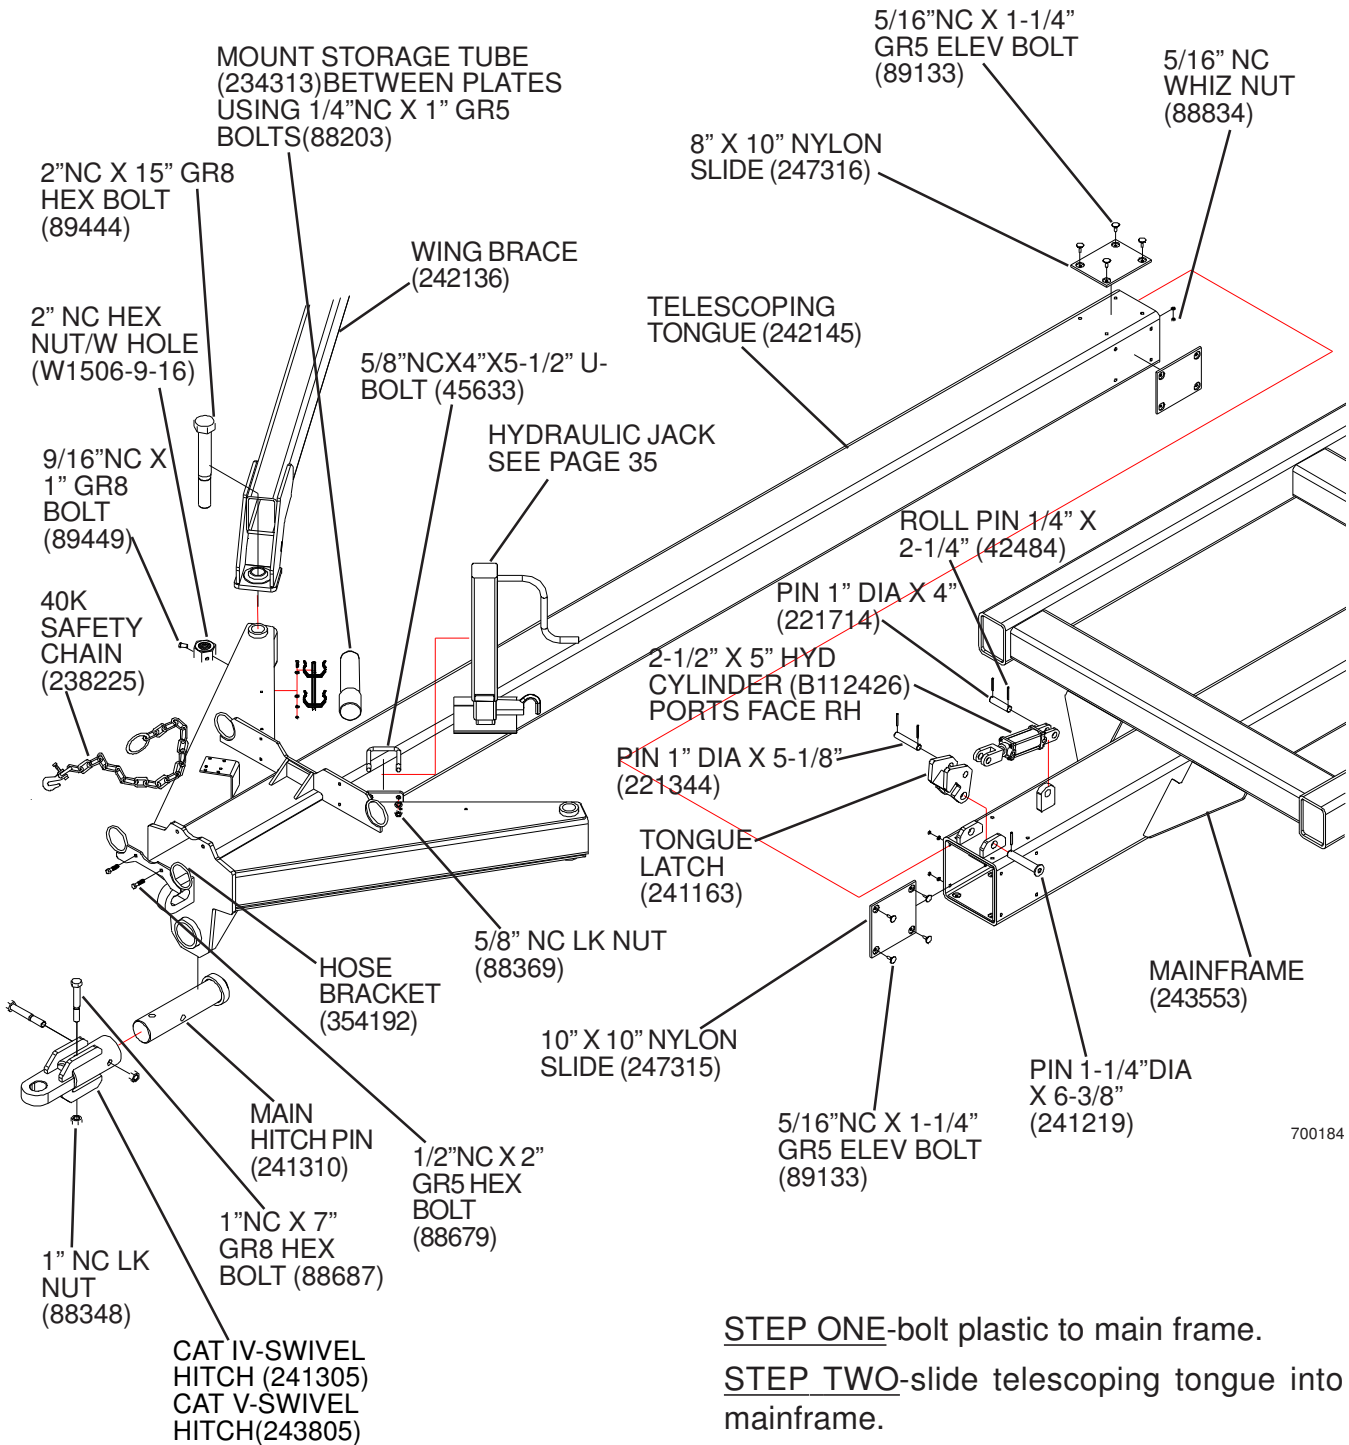 5/16”NC X 1-1/4”
GR5 ELEV BOLT
(89133)
5/16” NC
WHIZ NUT
(88834)
MOUNT STORAGE TUBE
(234313)BETWEEN PLATES
USING 1/4”NC X 1” GR5
BOLTS(88203)
8” X 10” NYLON
SLIDE (247316)
2”NC X 15” GR8
HEX BOLT
(89444)
WING BRACE
(242136)
TELESCOPING
TONGUE (242145)
2” NC HEX
NUT/W HOLE
(W1506-9-16)
5/8”NCX4”X5-1/2” U-
BOLT (45633)
HYDRAULIC JACK
SEE PAGE 35
9/16”NC X
1” GR8
BOLT
(89449)
ROLL PIN 1/4” X
2-1/4” (42484)
PIN 1” DIA X 4”
(221714)
40K
SAFETY
CHAIN
(238225)
2-1/2” X 5” HYD
CYLINDER (B112426)
PORTS FACE RH
PIN 1” DIA X 5-1/8”
(221344)
TONGUE
LATCH
(241163)
5/8” NC LK NUT
(88369)
HOSE
BRACKET
(354192)
MAINFRAME
(243553)
10” X 10” NYLON
SLIDE (247315)
PIN 1-1/4”DIA
X 6-3/8”
(241219)
MAIN
HITCH PIN
(241310)
5/16”NC X 1-1/4”
GR5 ELEV BOLT
(89133)
700184
1/2”NC X 2”
GR5 HEX
BOLT
(88679)
1”NC X 7”
GR8 HEX
BOLT (88687)
1” NC LK
NUT
(88348)
CAT IV-SWIVEL
HITCH (241305)
CAT V-SWIVEL
HITCH(243805)
STEP ONE-bolt plastic to main frame.
STEP TWO-slide telescoping tongue into
mainframe.